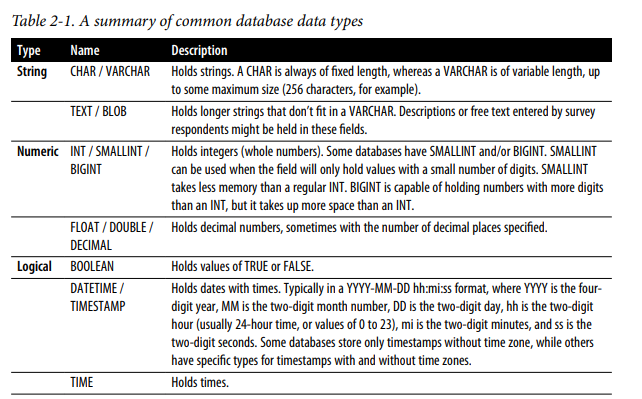 Table 2-1. A summary of common database data types
Type Name Description
String CHAR / VARCHAR Holds strings. A CHAR is always of fixed length, whereas a VARCHAR is of variable length, up
to some maximum size (256 characters, for example).
TEXT / BLOB Holds longer strings that don’t fit in a VARCHAR. Descriptions or free text entered by survey
respondents might be held in these fields.
Numeric INT / SMALLINT / Holds integers (whole numbers). Some databases have SMALLINT and/or BIGINT. SMALLINT
BIGINT can be used when the field will only hold values with a small number of digits. SMALLINT
takes less memory than a regular INT. BIGINT is capable of holding numbers with more digits
than an INT, but it takes up more space than an INT.
FLOAT / DOUBLE / Holds decimal numbers, sometimes with the number of decimal places specified.
DECIMAL
Logical BOOLEAN Holds values of TRUE or FALSE.
DATETIME / Holds dates with times. Typically in a YYYY-MM-DD hh:mi:ss format, where YYYY is the four-
TIMESTAMP digit year, MM is the two-digit month number, DD is the two-digit day, hh is the two-digit
hour (usually 24-hour time, or values of 0 to 23), mi is the two-digit minutes, and ss is the
two-digit seconds. Some databases store only timestamps without time zone, while others
have specific types for timestamps with and without time zones.
TIME Holds times.